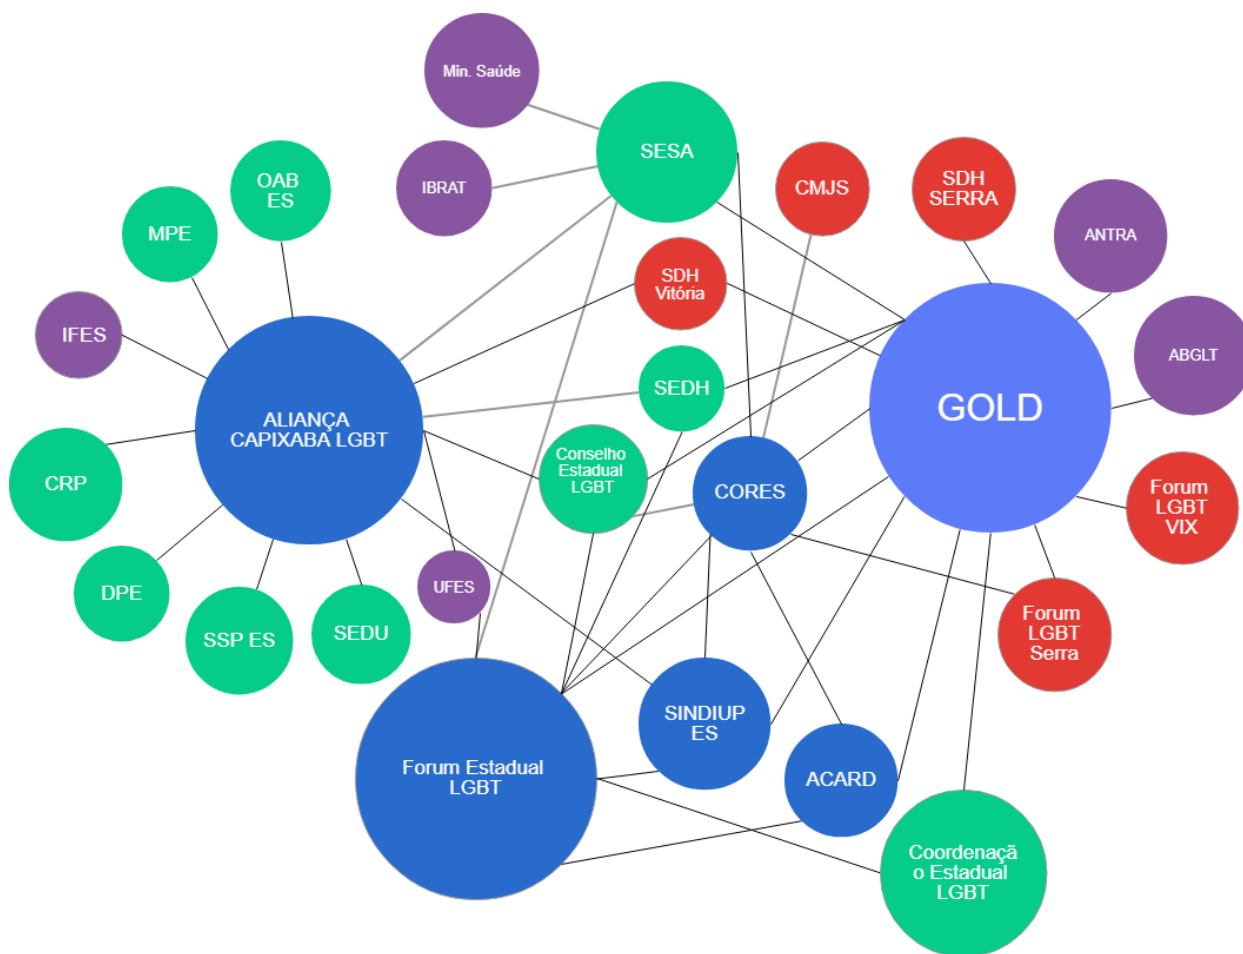 Min. Saúde
SESA
OAB
ES
IBRAT
CMJS
SDH
SERRA
MPE
ANTRA
SDH
Vitória
IFES
ABGLT
SEDH
GOLD
ALIANÇA
CAPIXABA LGBT
Conselho
Estadual
LGBT
CRP
CORES
Forum
LGBT
VIX
DPE
UFES
SSP ES
SEDU
Forum
LGBT
Serra
SINDIUP
ES
Forum Estadual
LGBT
ACARD
Coordenaçã
o Estadual
LGBT